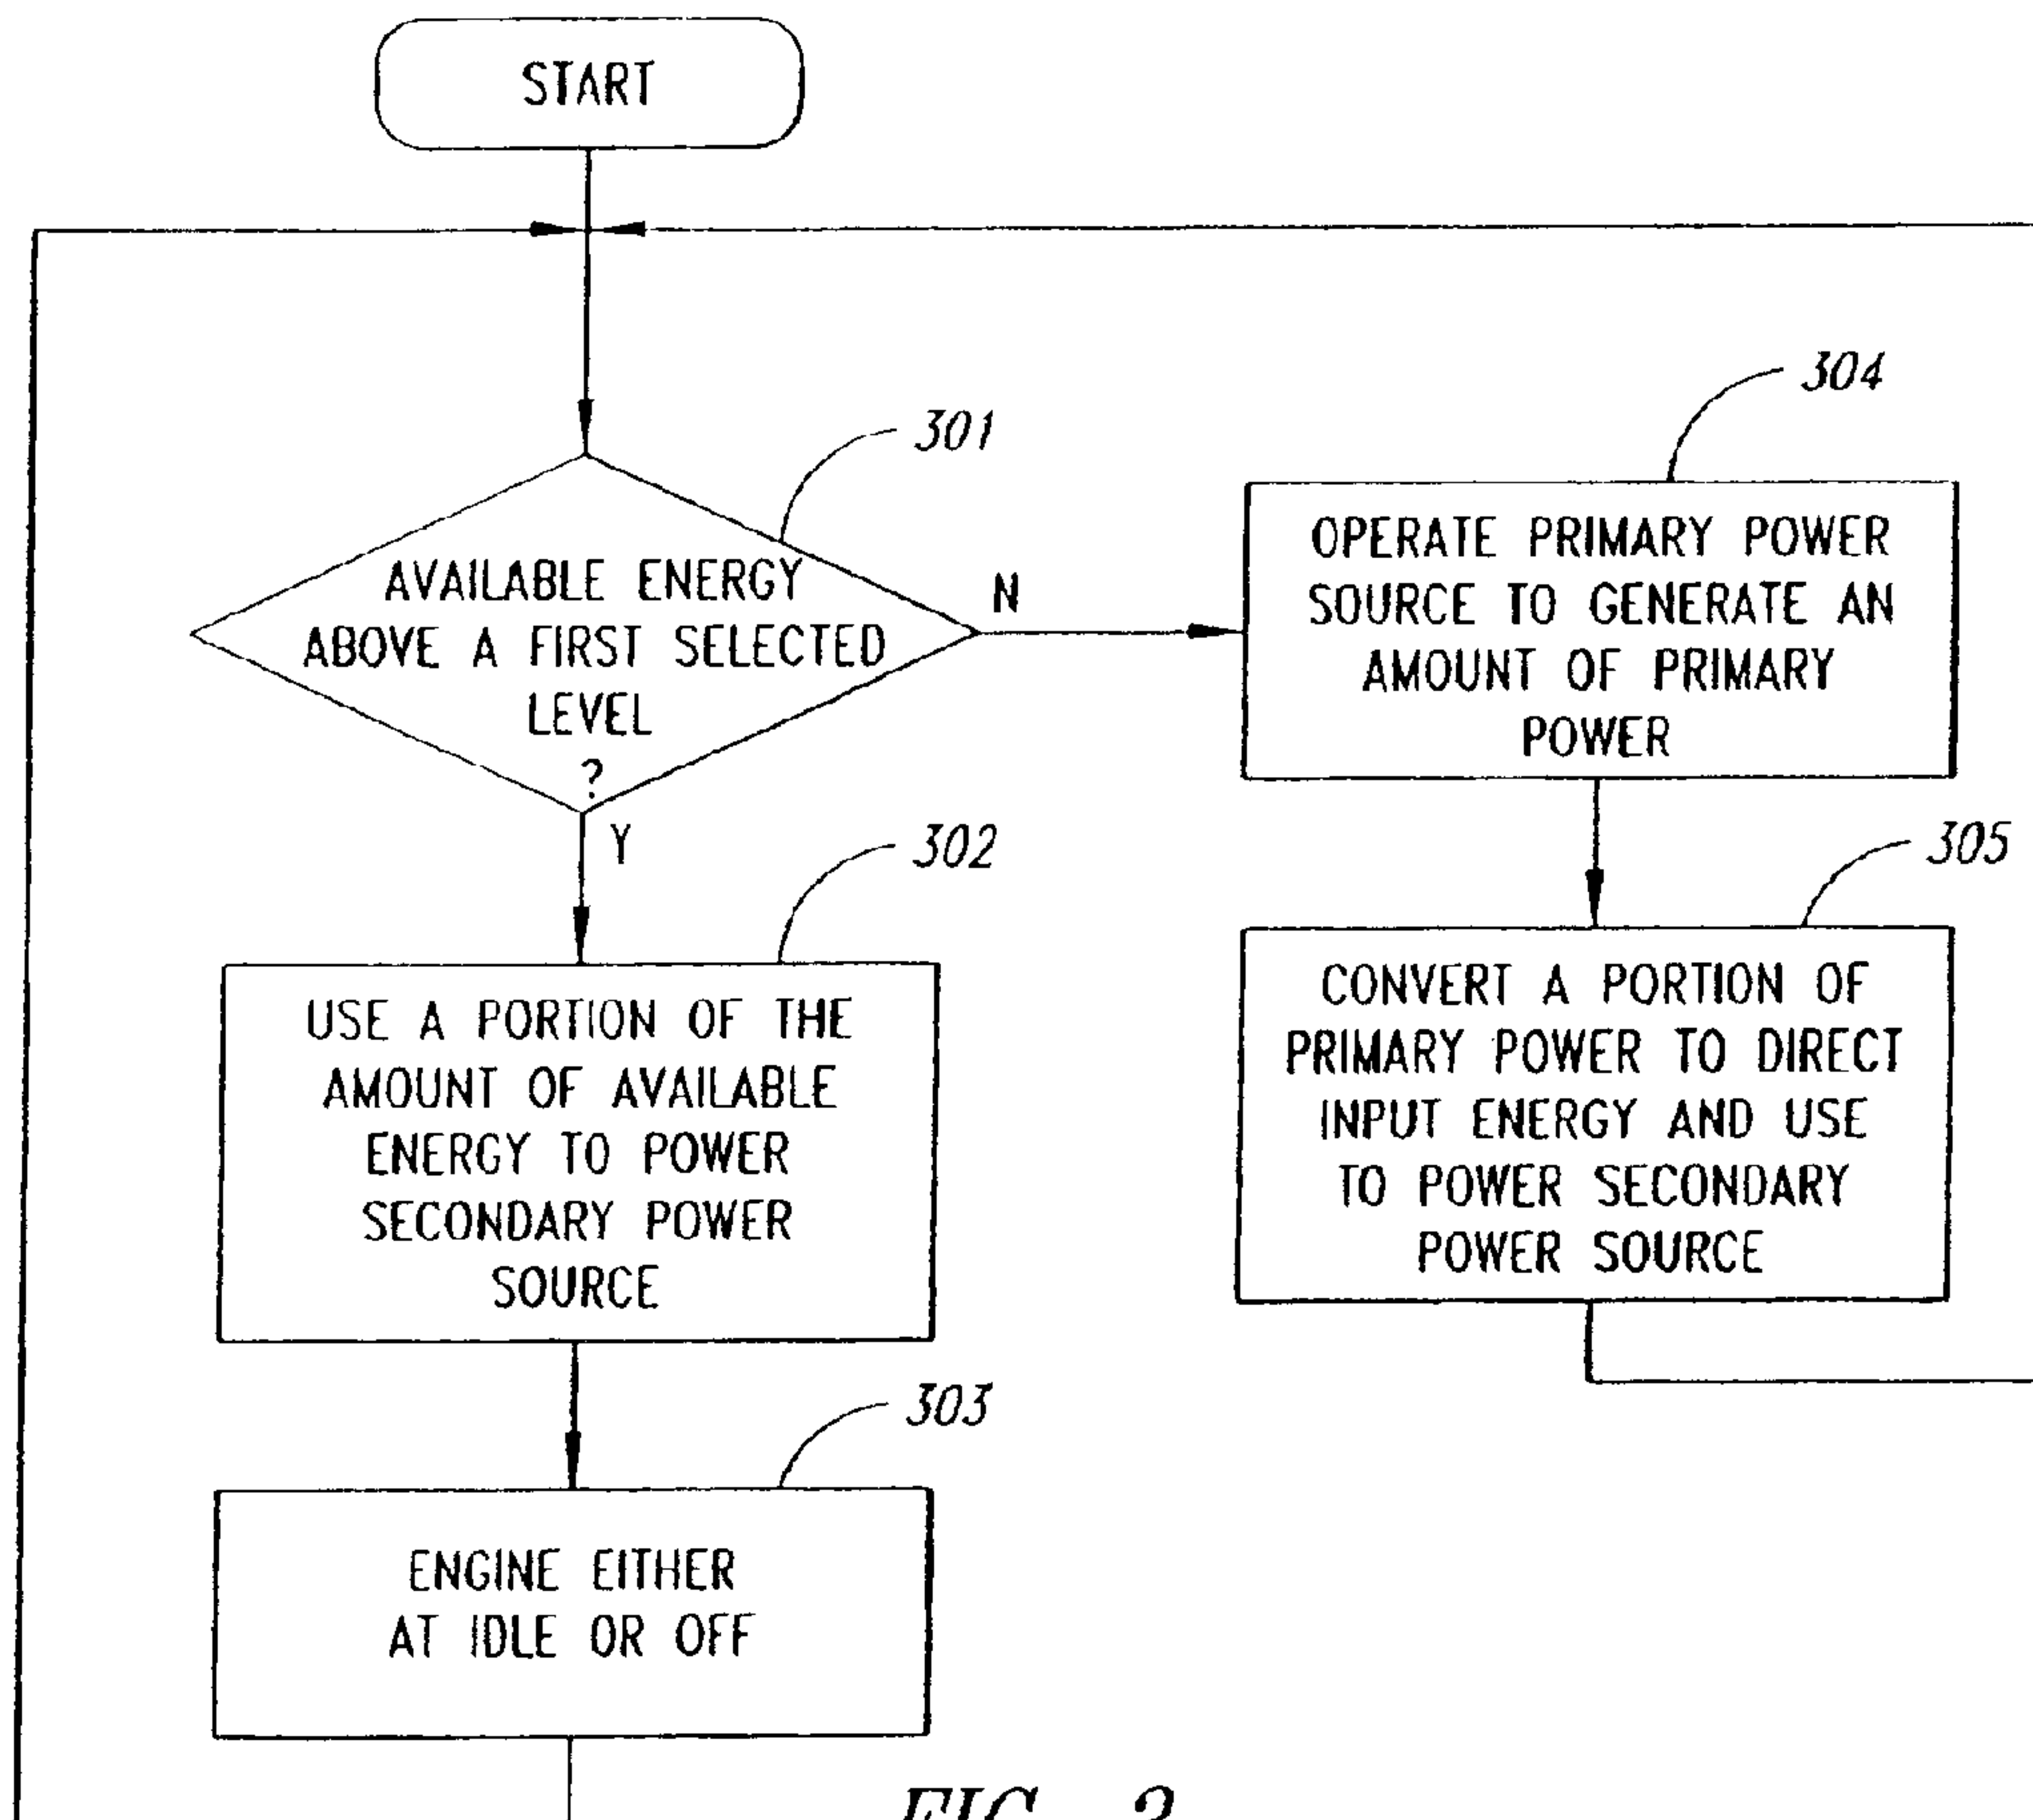 START
301
AVAILABLE ENERGY
ABOVE A FIRST SELECTED
LEVEL
?
N
Y
304
OPERATE PRIMARY POWER
SOURCE TO GENERATE AN
AMOUNT OF PRIMARY
POWER
302
USE A PORTION OF THE
AMOUNT OF AVAILABLE
ENERGY TO POWER
SECONDARY POWER
SOURCE
305
CONVERT A PORTION OF
PRIMARY POWER TO DIRECT
INPUT ENERGY AND USE
TO POWER SECONDARY
POWER SOURCE
303
ENGINE EITHER
AT IDLE OR OFF
FIG.